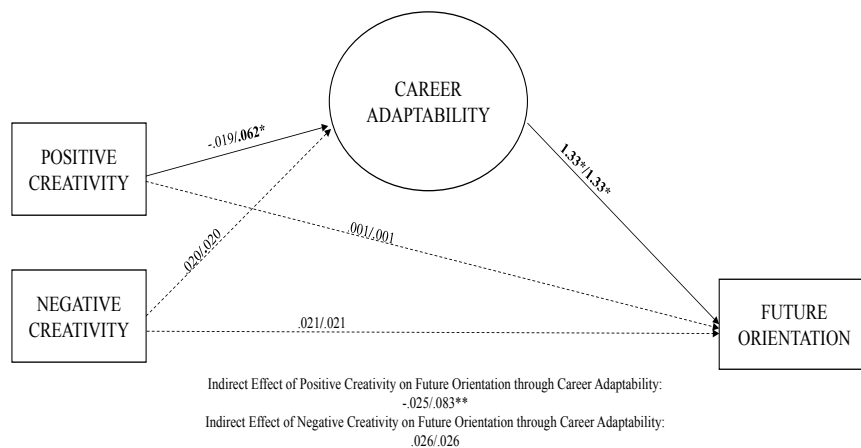 CAREER
ADAPTABILITY
-.019/.062*
POSITIVE
CREATIVITY
1.33*/1.33*
.001/.001
.020/.020
NEGATIVE
CREATIVITY
.021/.021
FUTURE
ORIENTATION
Indirect Effect of Positive Creativity on Future Orientation through Career Adaptability:
-.025/.083**
Indirect Effect of Negative Creativity on Future Orientation through Career Adaptability:
.026/.026